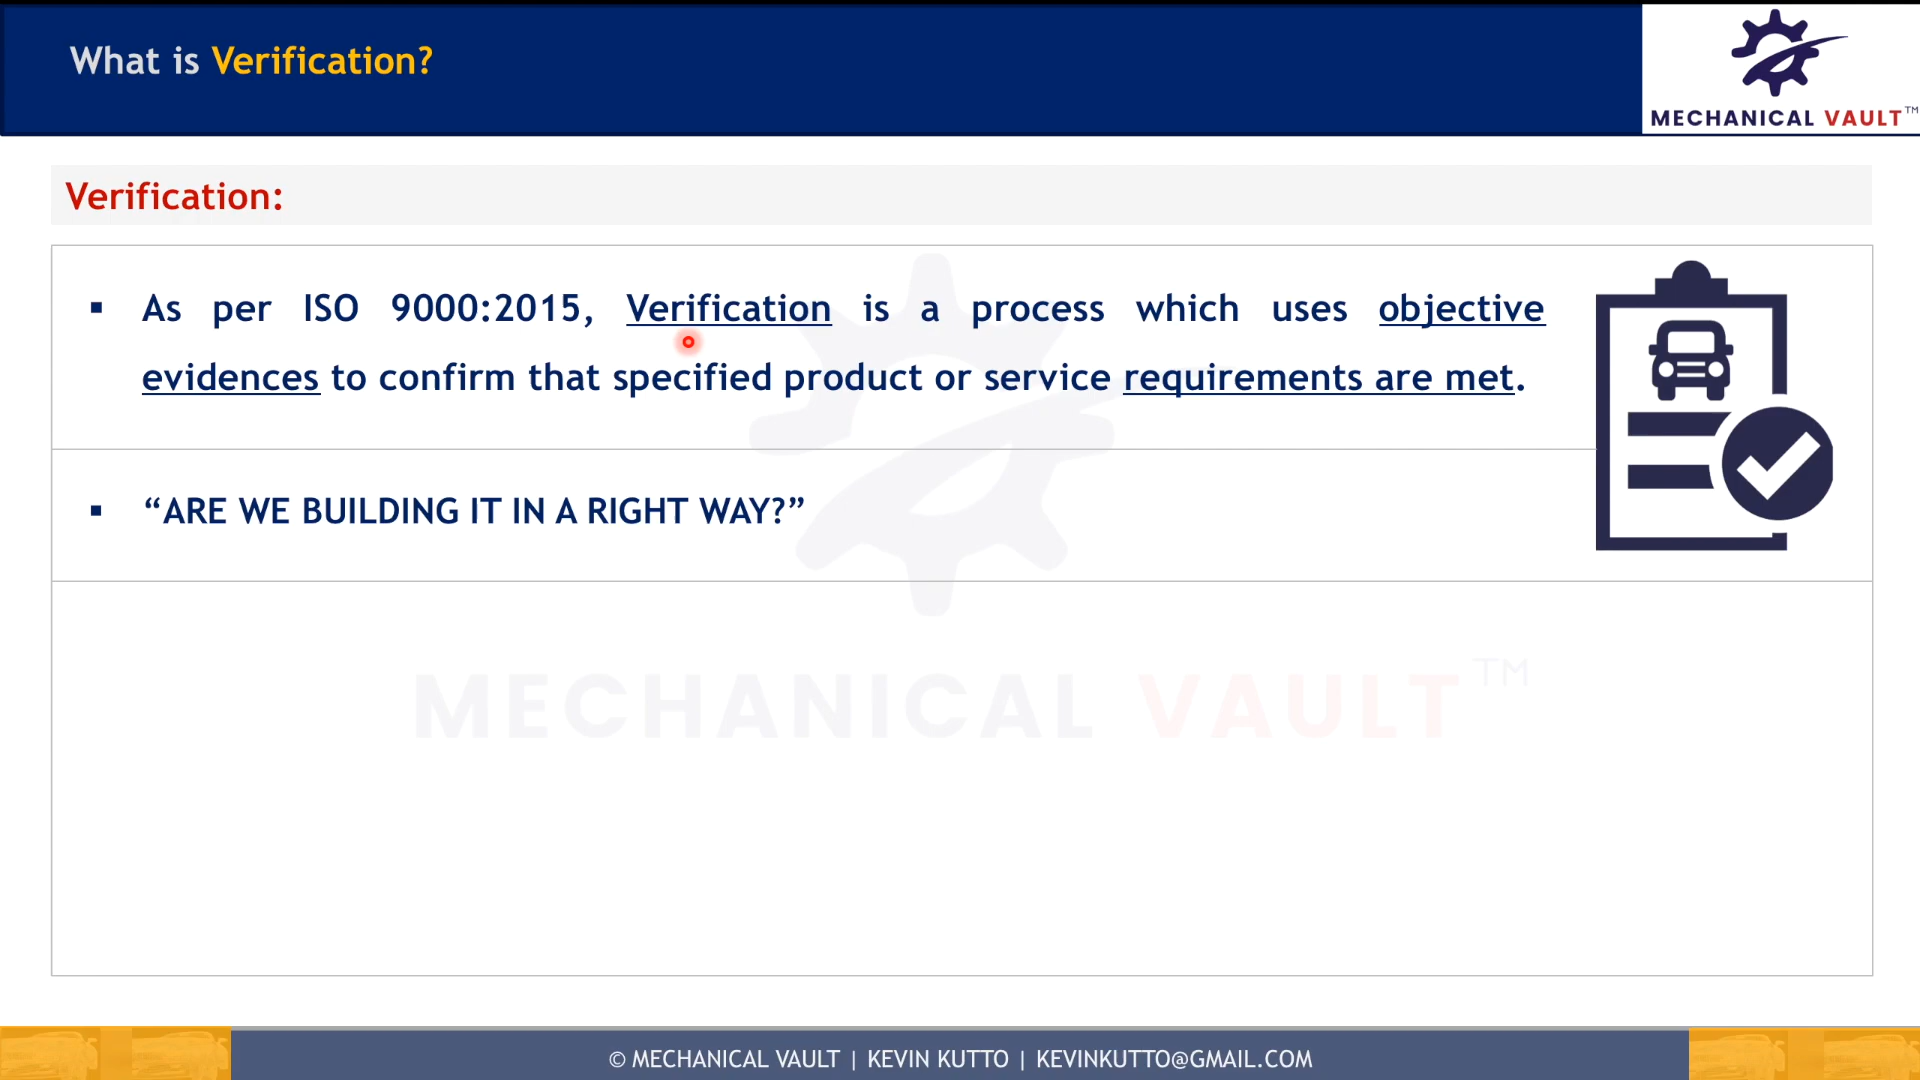 What is Verification?
MECHANICAL VAULT™
Verification:
▪ As per ISO 9000:2015, Verification is a process which uses objective
evidences to confirm that specified product or service requirements are met.
▪ “ARE WE BUILDING IT IN A RIGHT WAY?”
MECHANICAL VAULT™
© MECHANICAL VAULT | KEVIN KUTTO | KEVINKUTTO@GMAIL.COM